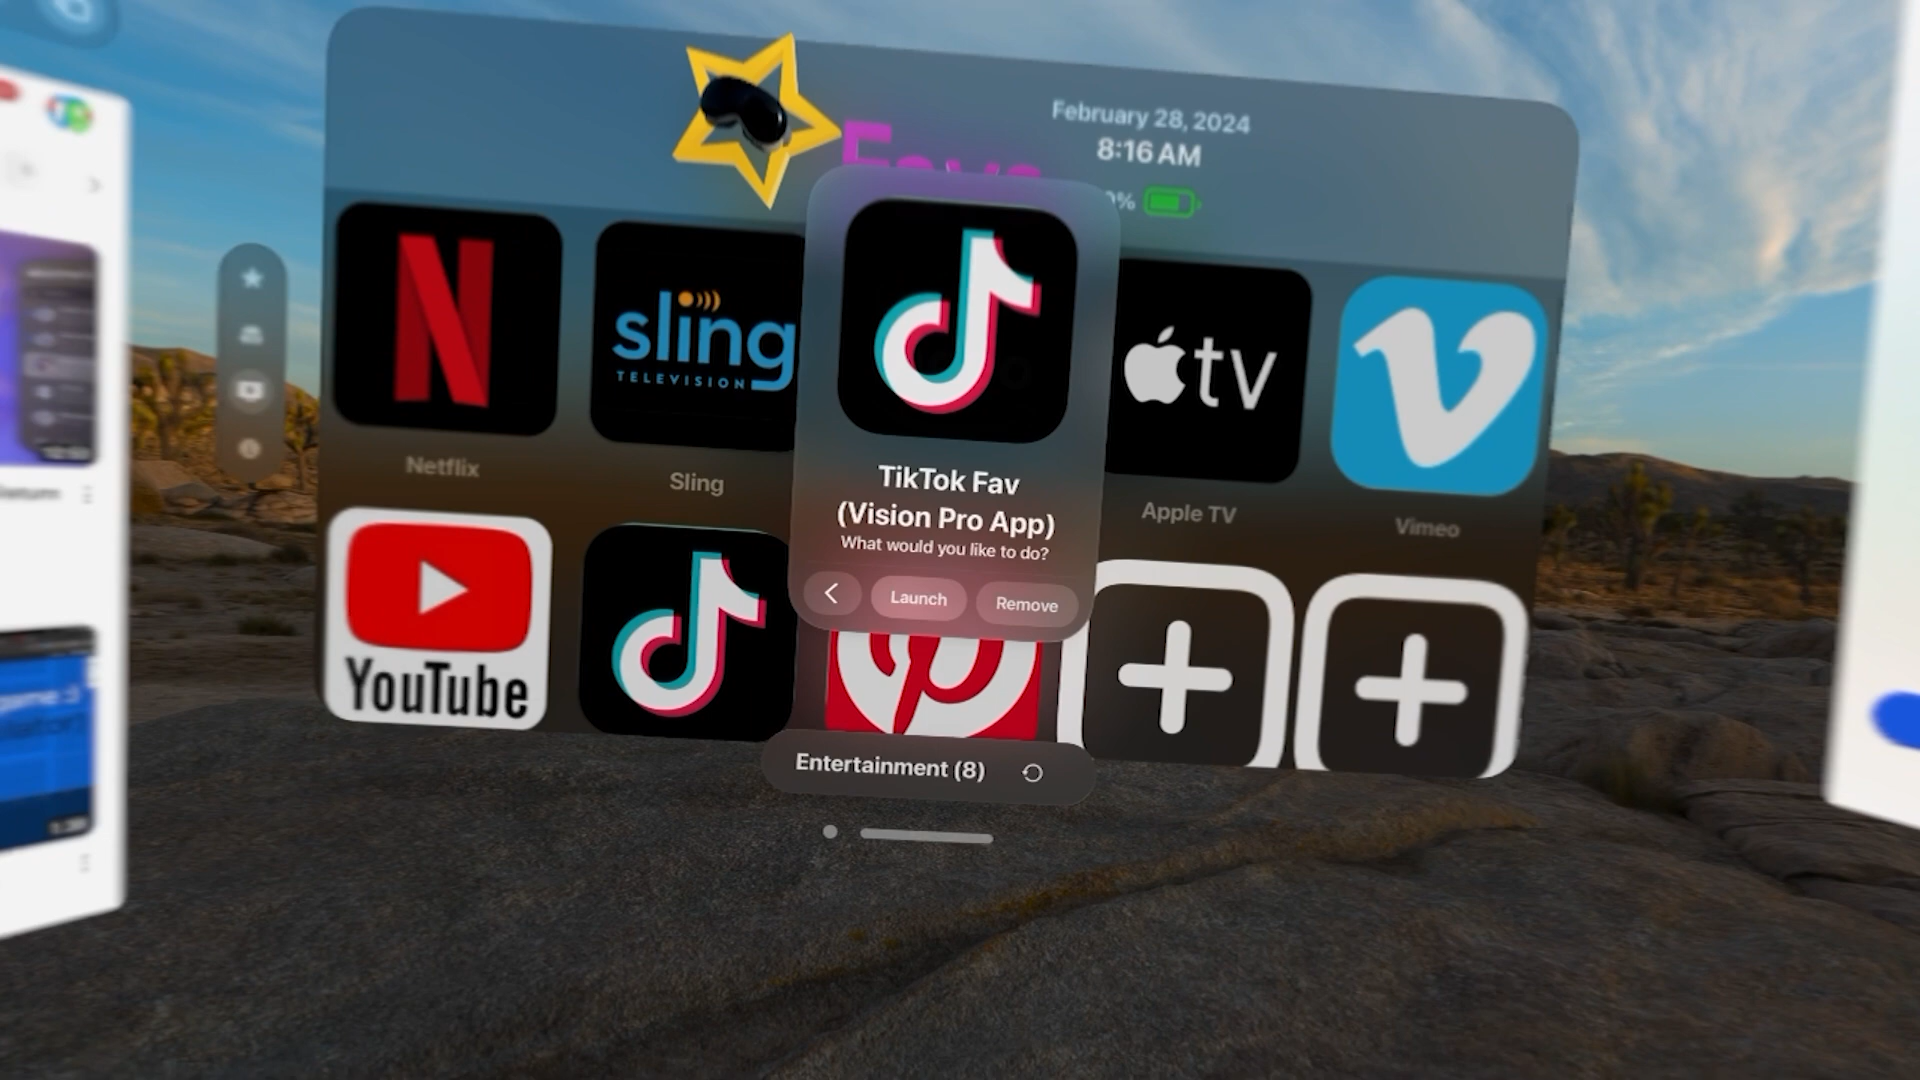 February 28, 2024
8:16 AM
%
sling
TELEVISION
tv
Netflix
Sling
TikTok Fav
(Vision Pro App)
What would you like to do?
Launch
Remove
Apple TV
Vimeo
YouTube
Entertainment (8)